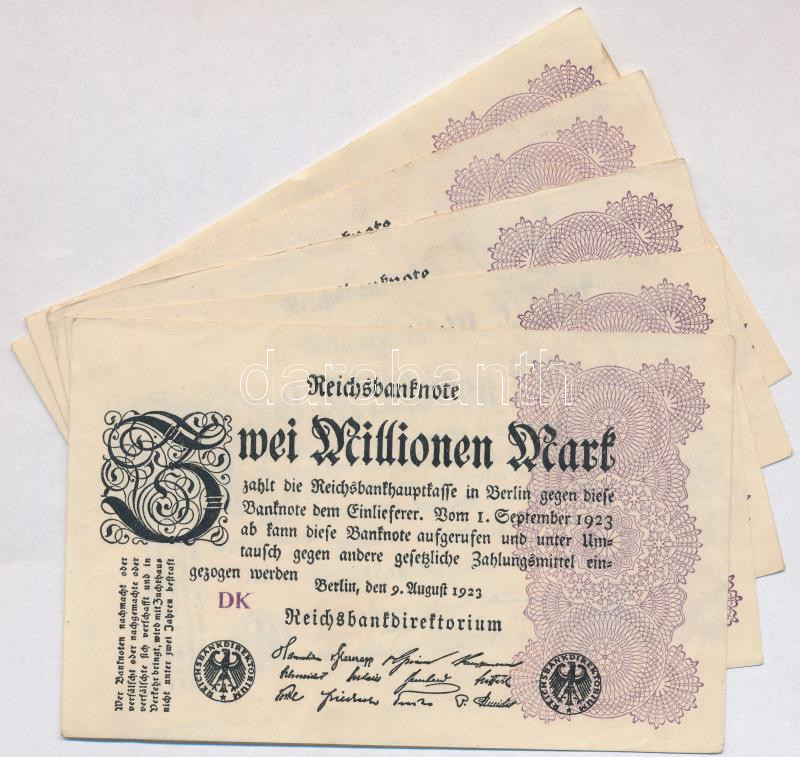 Reichsbanknote
Zwei Millionen Mark
zahlt die Reichsbankhauptkasse in Berlin gegen diese
Banknote dem Einlieferer. Vom 1. September 1923
ab kann diese Banknote aufgerufen und unter Um=
tausch gegen andere gesetzliche Zahlungsmittel ein=
gezogen werden
Berlin, den 9. August 1923
DK
Reichsbankdirektorium
Wer Banknoten nachmacht oder
verfälscht oder nachgemachte oder
verfälschte sich verschafft und in
Verkehr bringt, wird mit Zuchthaus
nicht unter zwei Jahren bestraft
REICHSBANKDIREKTORIUM
REICHSBANKDIREKTORIUM
darabanth